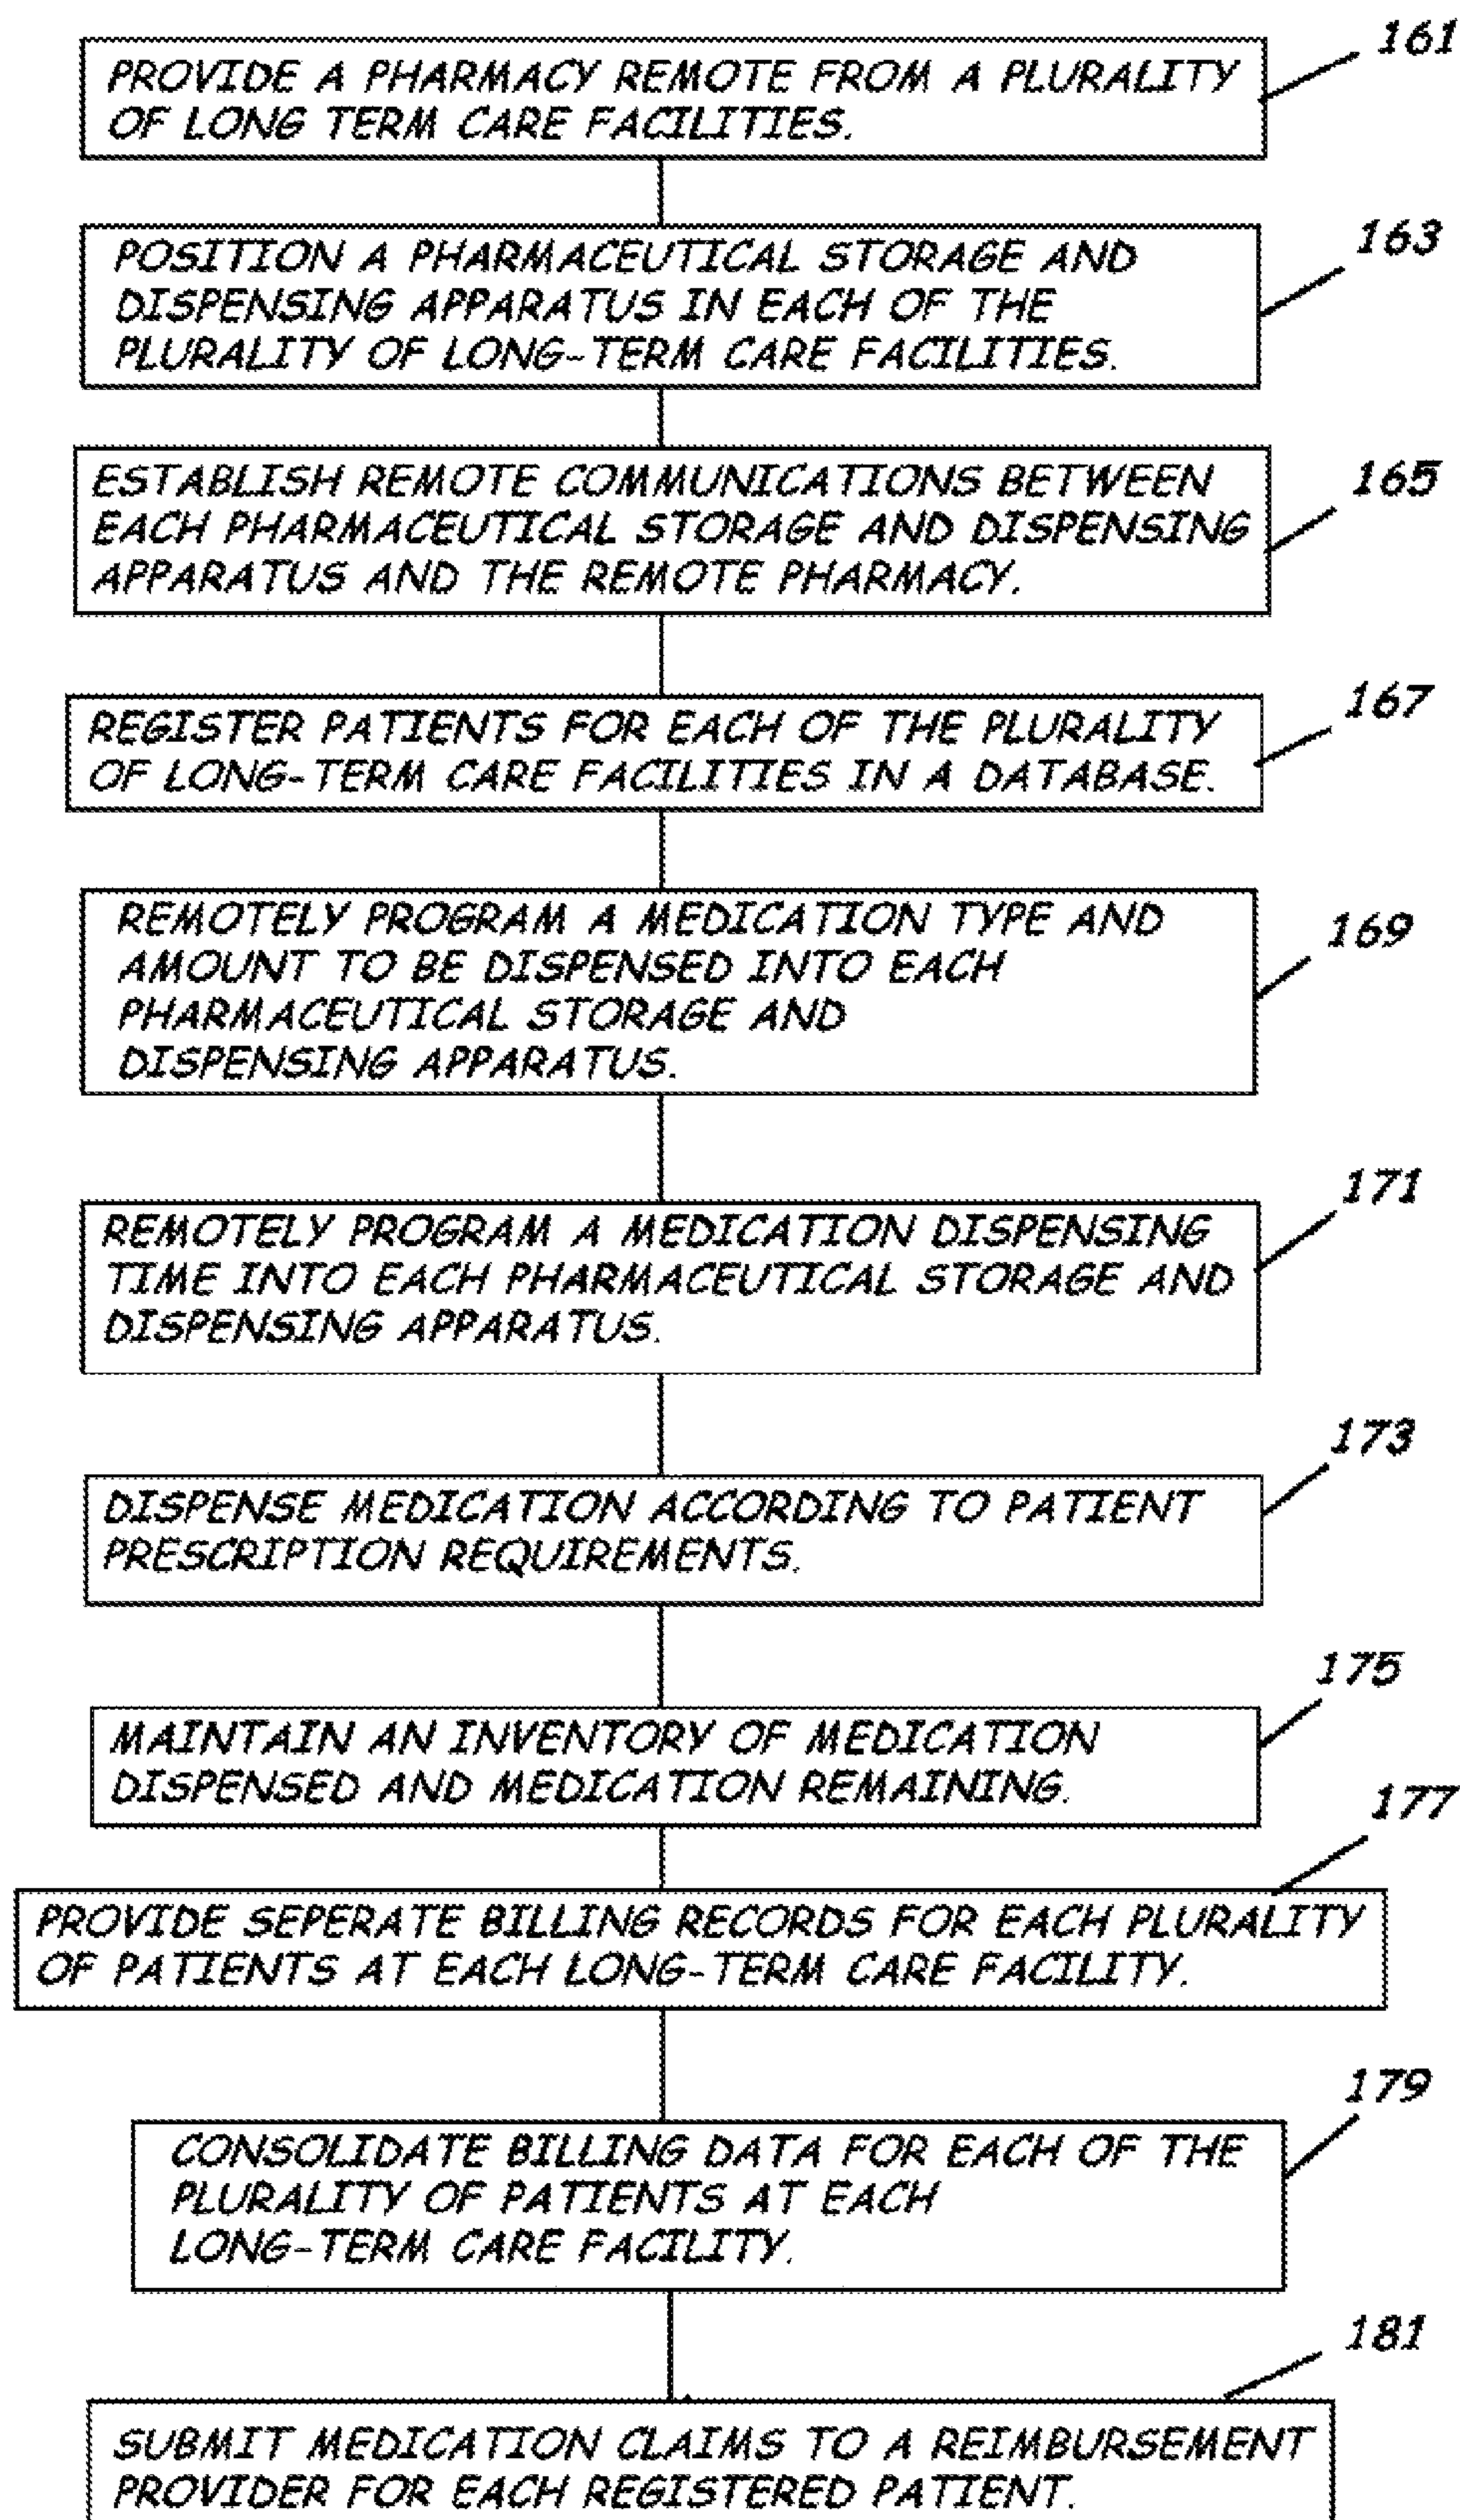 161
PROVIDE A PHARMACY REMOTE FROM A PLURALITY
OF LONG TERM CARE FACILITIES.
163
POSITION A PHARMACEUTICAL STORAGE AND
DISPENSING APPARATUS IN EACH OF THE
PLURALITY OF LONG-TERM CARE FACILITIES.
165
ESTABLISH REMOTE COMMUNICATIONS BETWEEN
EACH PHARMACEUTICAL STORAGE AND DISPENSING
APPARATUS AND THE REMOTE PHARMACY.
167
REGISTER PATIENTS FOR EACH OF THE PLURALITY
OF LONG-TERM CARE FACILITIES IN A DATABASE.
169
REMOTELY PROGRAM A MEDICATION TYPE AND
AMOUNT TO BE DISPENSED INTO EACH
PHARMACEUTICAL STORAGE AND
DISPENSING APPARATUS.
171
REMOTELY PROGRAM A MEDICATION DISPENSING
TIME INTO EACH PHARMACEUTICAL STORAGE AND
DISPENSING APPARATUS.
173
DISPENSE MEDICATION ACCORDING TO PATIENT
PRESCRIPTION REQUIREMENTS.
175
MAINTAIN AN INVENTORY OF MEDICATION
DISPENSED AND MEDICATION REMAINING.
177
PROVIDE SEPERATE BILLING RECORDS FOR EACH PLURALITY
OF PATIENTS AT EACH LONG-TERM CARE FACILITY.
179
CONSOLIDATE BILLING DATA FOR EACH OF THE
PLURALITY OF PATIENTS AT EACH
LONG-TERM CARE FACILITY.
181
SUBMIT MEDICATION CLAIMS TO A REIMBURSEMENT
PROVIDER FOR EACH REGISTERED PATIENT.